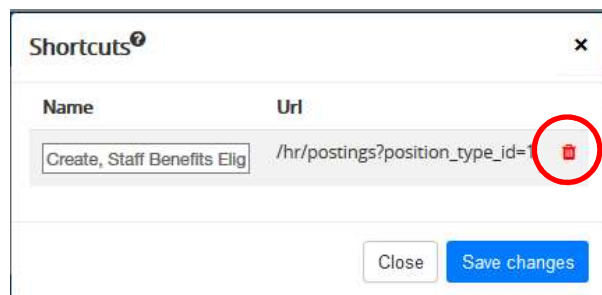 Shortcuts?
×
Name Url
Create, Staff Benefits Elig /hr/postings?position_type_id=1
Close Save changes